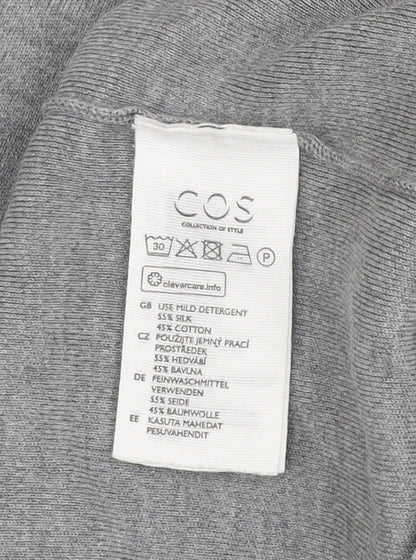 COS
COLLECTION OF STYLE
30
P
clevercare.info
GB USE MILD DETERGENT
55% SILK
45% COTTON
CZ POUŽIJTE JEMNÝ PRACÍ
PROSTŘEDEK
55% HEDVÁBÍ
45% BAVLNA
DE FEINWASCHMITTEL
VERWENDEN
55% SEIDE
45% BAUMWOLLE
EE KASUTA MAHEDAT
PESUVAHENDIT